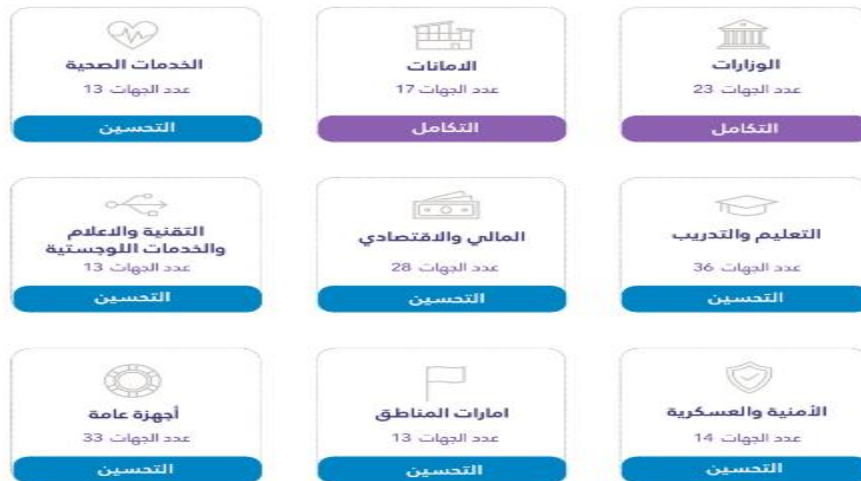 الوزارات
عدد الجهات 23
التكامل
الامانات
عدد الجهات 17
التكامل
الخدمات الصحية
عدد الجهات 13
التحسين
التعليم والتدريب
عدد الجهات 36
التحسين
المالي والاقتصادي
عدد الجهات 28
التحسين
التقنية والاعلام
والخدمات اللوجستية
عدد الجهات 13
التحسين
الأمنية والعسكرية
عدد الجهات 14
التحسين
امارات المناطق
عدد الجهات 13
التحسين
أجهزة عامة
عدد الجهات 33
التحسين